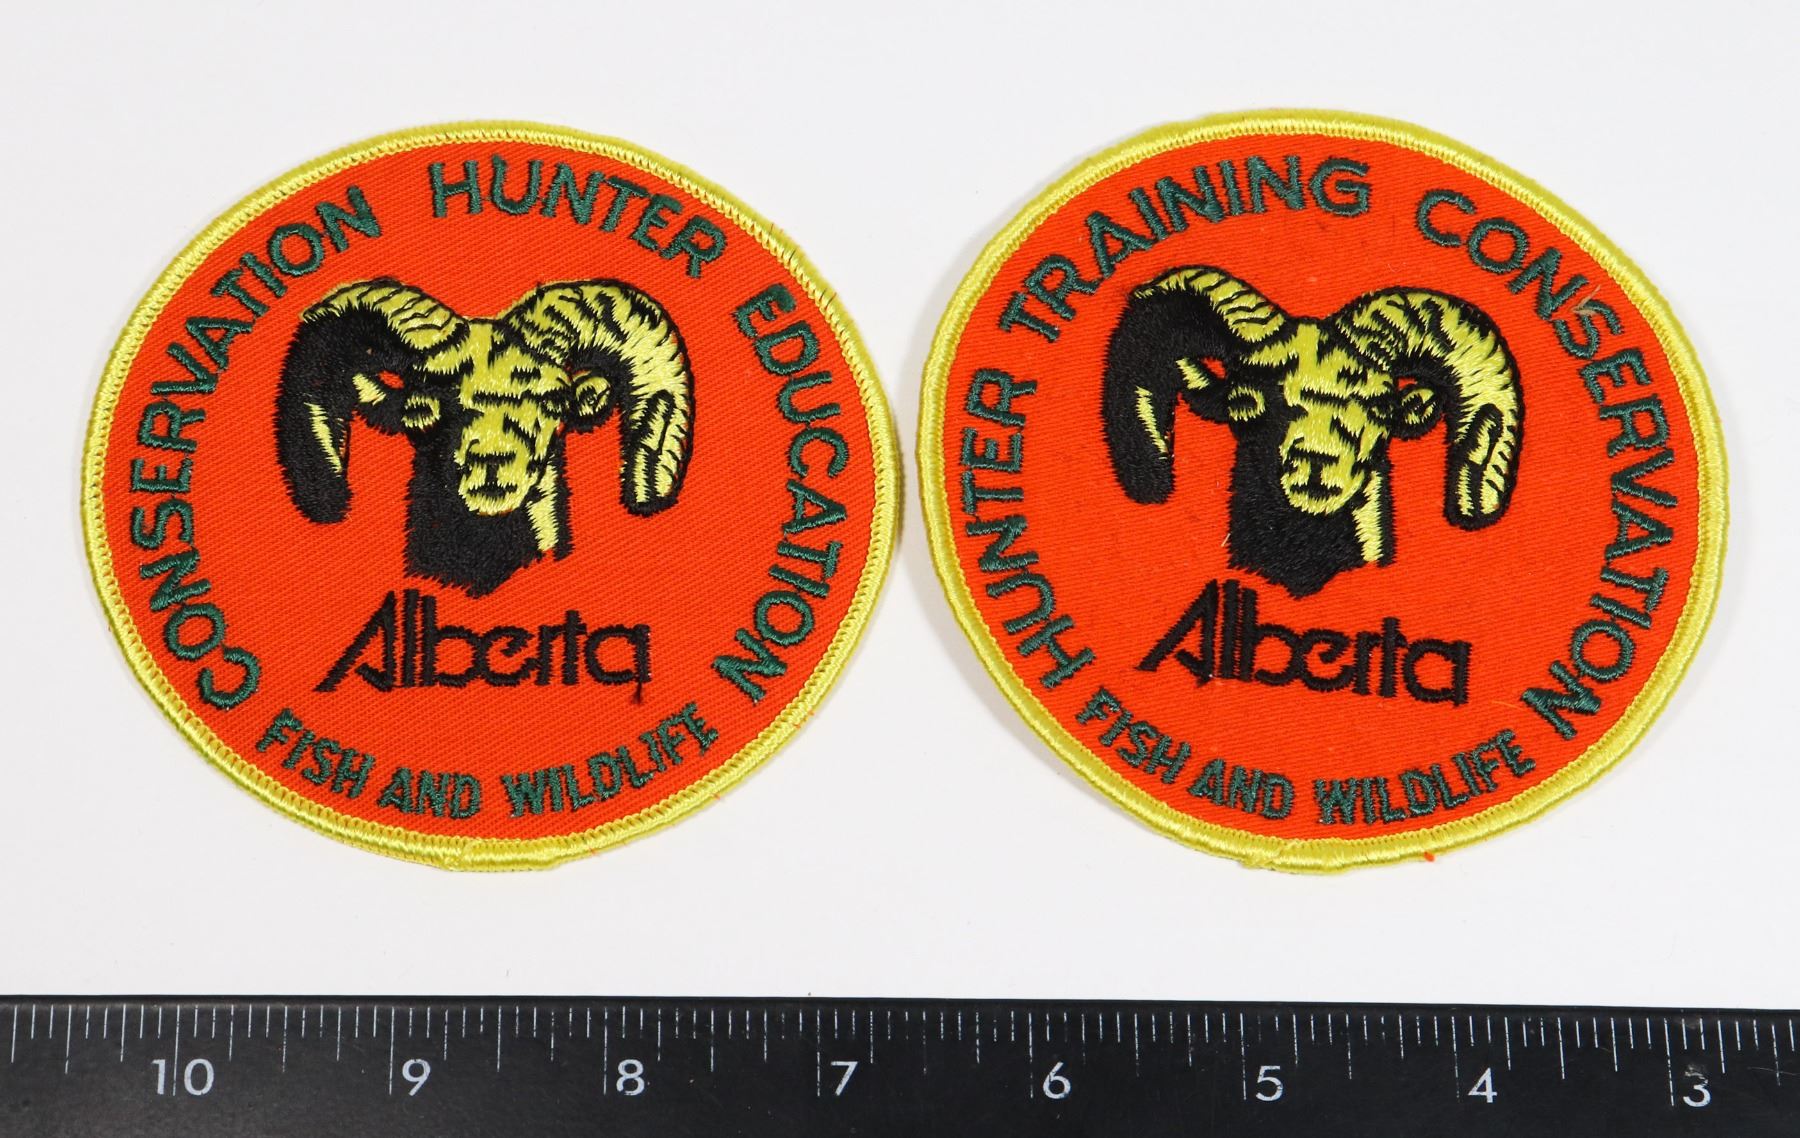 CONSERVATION HUNTER EDUCATION
Alberta
FISH AND WILDLIFE
HUNTER TRAINING CONSERVATION
Alberta
FISH AND WILDLIFE
10 9 8 7 6 5 4 3